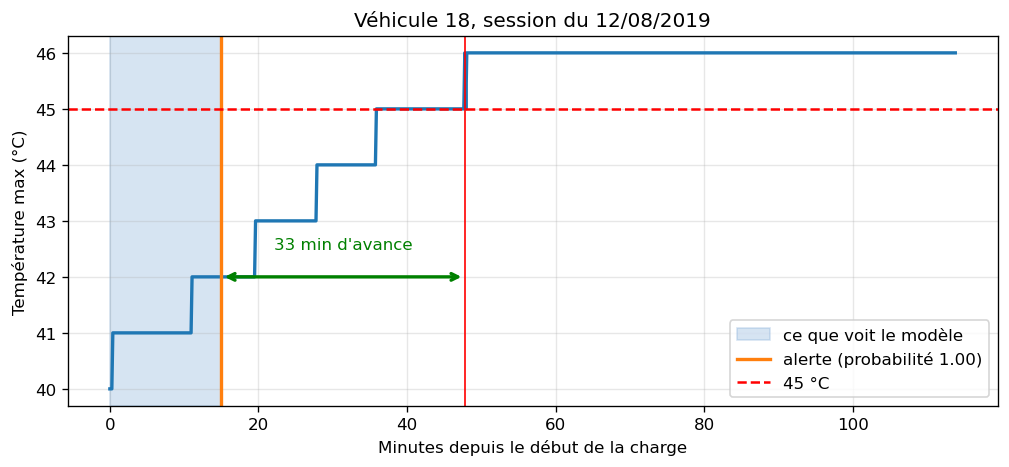 Véhicule 18, session du 12/08/2019
Température max (°C)
46
45
44
43
42
41
40
33 min d'avance
ce que voit le modèle
alerte (probabilité 1.00)
45 °C
0 20 40 60 80 100
Minutes depuis le début de la charge